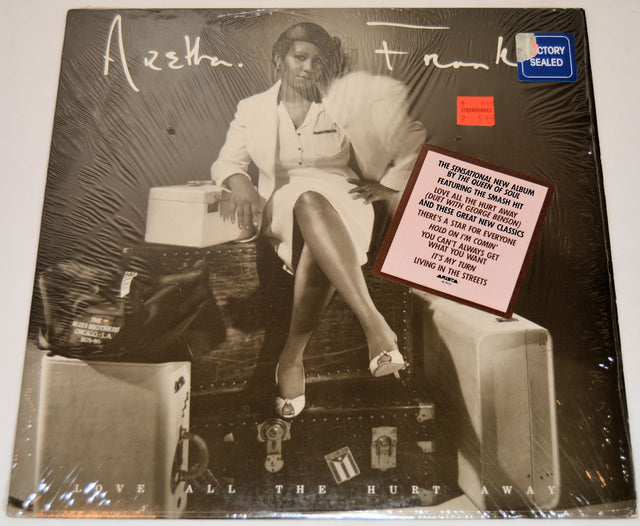 Aretha Frank
FACTORY
SEALED
THE SENSATIONAL NEW ALBUM
BY THE QUEEN OF SOUL
FEATURING THE SMASH HIT
LOVE ALL THE HURT AWAY
(DUET WITH GEORGE BENSON)
AND THESE GREAT NEW CLASSICS
THERE'S A STAR FOR EVERYONE
HOLD ON I'M COMIN'
YOU CAN'T ALWAYS GET
WHAT YOU WANT
IT'S MY TURN
LIVING IN THE STREETS
ARISTA
THE
BLUES BROTHERS
CHICAGO - L.A.
LOVE ALL THE HURT AWAY